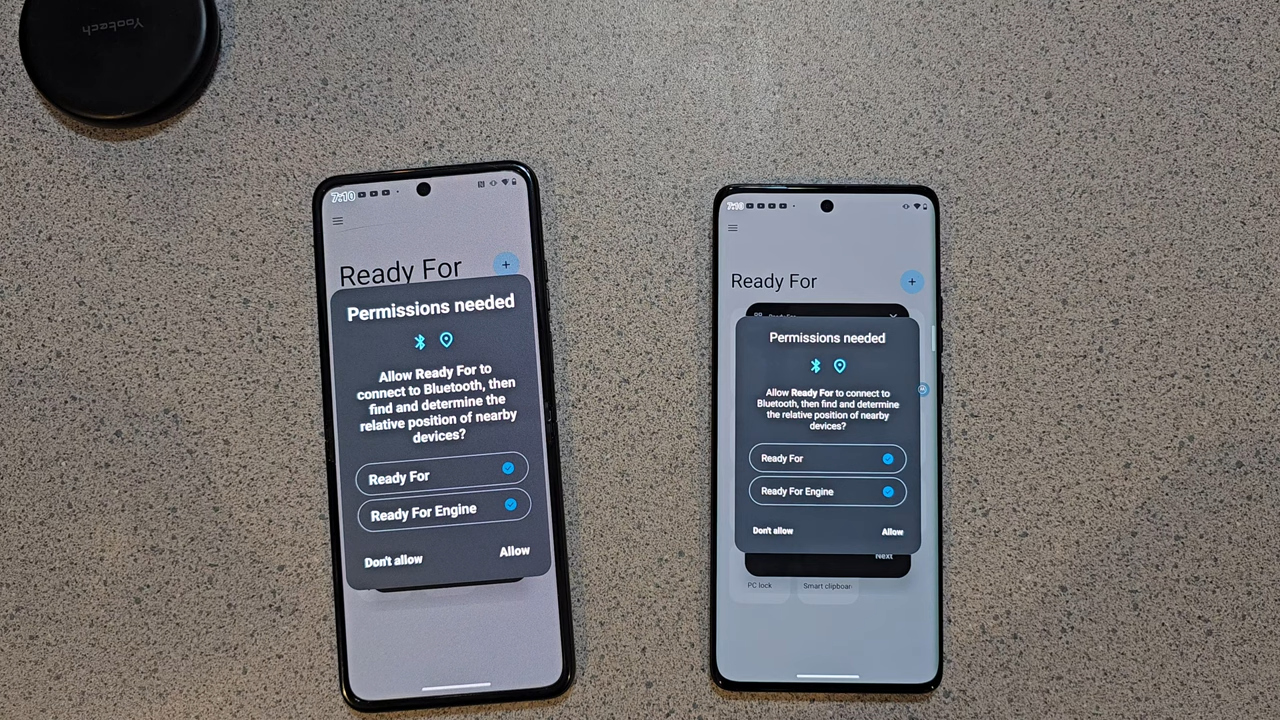 Yootech
7:10
Ready For
+
Permissions needed
Allow Ready For to
connect to Bluetooth, then
find and determine the
relative position of nearby
devices?
Ready For
Ready For Engine
Don't allow
Allow
7:10
Ready For
+
Permissions needed
Allow Ready For to connect to
Bluetooth, then find and determine
the relative position of nearby
devices?
Ready For
Ready For Engine
Don't allow
Allow
Next
PC lock
Smart clipboar